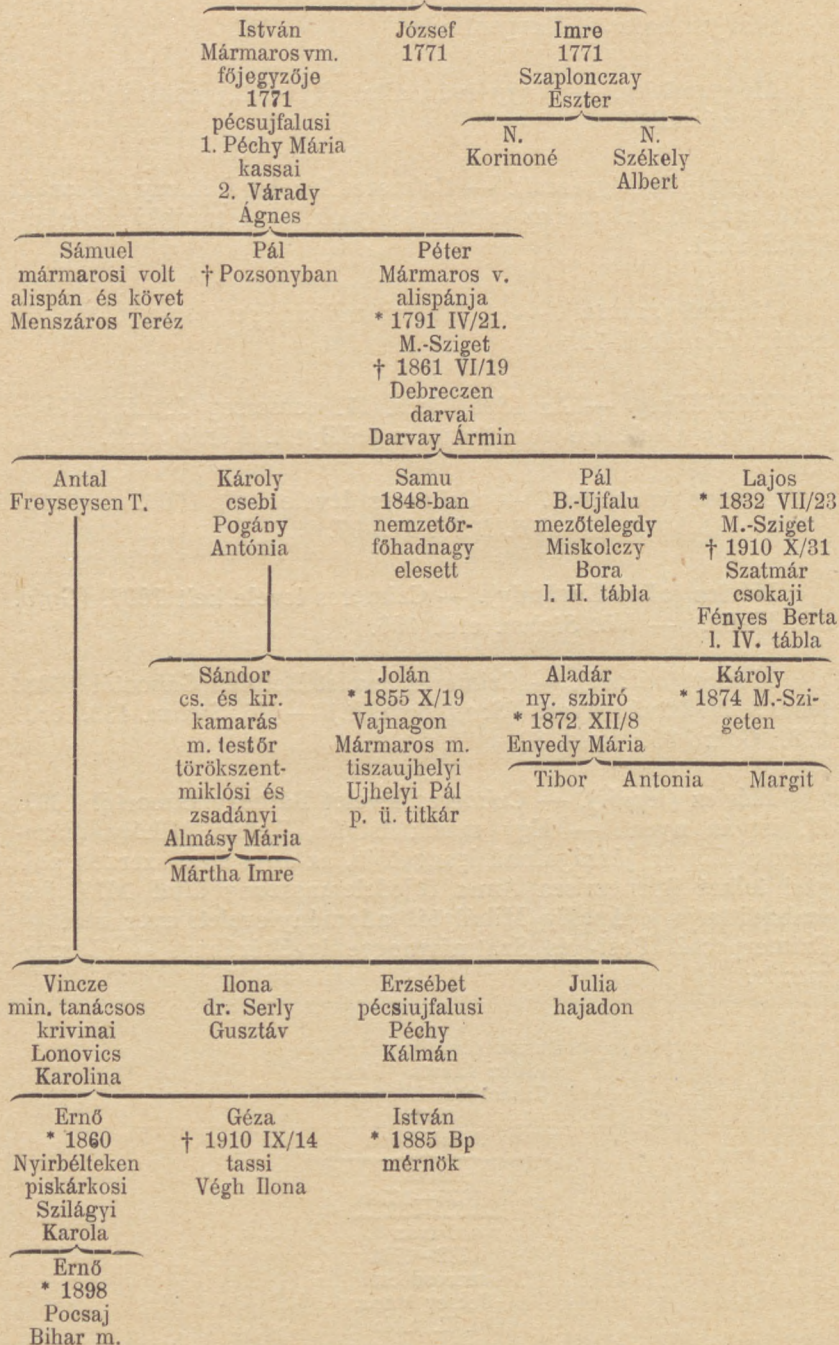 István
Mármaros vm.
főjegyzője
1771
pécsujfalusi
1. Péchy Mária
kassai
2. Várady
Ágnes
József
1771
Imre
1771
Szaplonczay
Eszter
N.
Korinoné
N.
Székely
Albert
Sámuel
mármarosi volt
alispán és követ
Menszáros Teréz
Pál
† Pozsonyban
Péter
Mármaros v.
alispánja
* 1791 IV/21.
M.-Sziget
† 1861 VI/19
Debreczen
darvai
Darvay Ármin
Antal
Freyseysen T.
Károly
csebi
Pogány
Antónia
Samu
1848-ban
nemzetőr-
főhadnagy
elesett
Pál
B.-Ujfalu
mezőtelegdy
Miskolczy
Bora
l. II. tábla
Lajos
* 1832 VII/23
M.-Sziget
† 1910 X/31
Szatmár
csokaji
Fényes Berta
l. IV. tábla
Sándor
cs. és kir.
kamarás
m. testőr
törökszent-
miklósi és
zsadányi
Almásy Mária
Jolán
* 1855 X/19
Vajnagon
Mármaros m.
tiszaujhelyi
Ujhelyi Pál
p. ü. titkár
Aladár
ny. szbiró
* 1872 XII/8
Enyedy Mária
Károly
* 1874 M.-Szi-
geten
Tibor Antonia Margit
Mártha Imre
Vincze
min. tanácsos
krivinai
Lonovics
Karolina
Ilona
dr. Serly
Gusztáv
Erzsébet
pécsiujfalusi
Péchy
Kálmán
Julia
hajadon
Ernő
* 1860
Nyirbélteken
piskárkosi
Szilágyi
Karola
Géza
† 1910 IX/14
tassi
Végh Ilona
István
* 1885 Bp
mérnök
Ernő
* 1898
Pocsaj
Bihar m.